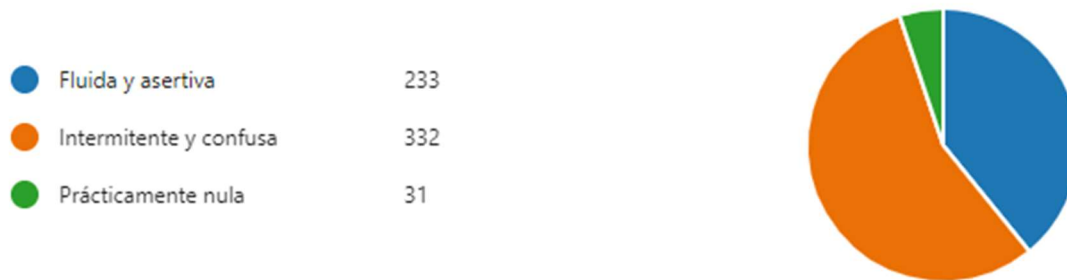 Fluida y asertiva 233
Intermitente y confusa 332
Prácticamente nula 31